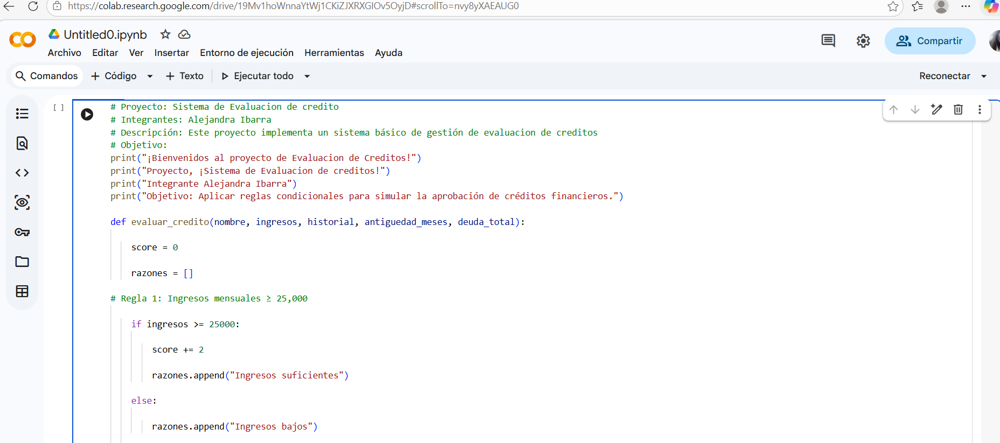 https://colab.research.google.com/drive/19Mv1hoWnnaYtWj1CKiZJXRXGlOv5OyjD#scrollTo=nvy8yXAEAUG0
Untitled0.ipynb
Archivo Editar Ver Insertar Entorno de ejecución Herramientas Ayuda
Compartir
Comandos + Código + Texto Ejecutar todo
Reconectar
[ ]
# Proyecto: Sistema de Evaluacion de credito
# Integrantes: Alejandra Ibarra
# Descripción: Este proyecto implementa un sistema básico de gestión de evaluacion de creditos
# Objetivo:
print("¡Bienvenidos al proyecto de Evaluacion de Creditos!")
print("Proyecto, ¡Sistema de Evaluacion de creditos!")
print("Integrante Alejandra Ibarra")
print("Objetivo: Aplicar reglas condicionales para simular la aprobación de créditos financieros.")
def evaluar_credito(nombre, ingresos, historial, antiguedad_meses, deuda_total):
score = 0
razones = []
# Regla 1: Ingresos mensuales ≥ 25,000
if ingresos >= 25000:
score += 2
razones.append("Ingresos suficientes")
else:
razones.append("Ingresos bajos")